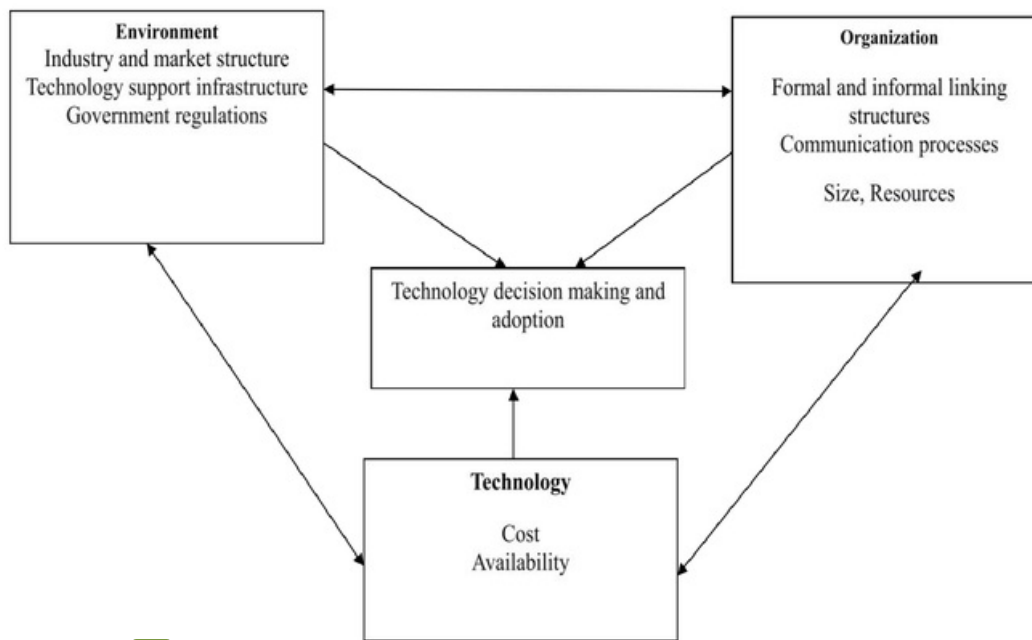 Environment
Industry and market structure
Technology support infrastructure
Government regulations
Organization
Formal and informal linking
structures
Communication processes
Size, Resources
Technology decision making and
adoption
Technology
Cost
Availability